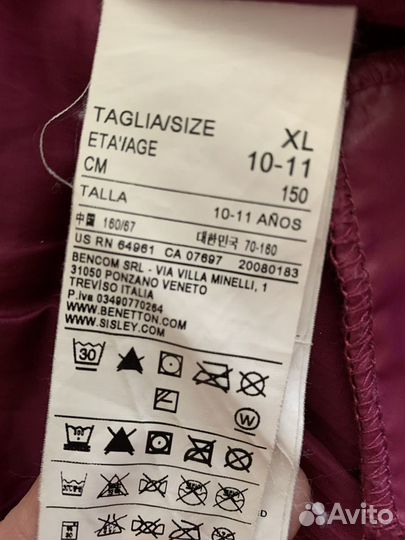 TAGLIA/SIZE XL
ETA'/AGE 10-11
CM 150
TALLA 10-11 AÑOS
中国 160/67 대한민국 70-160
US RN 64961 CA 07697 20080183
BENCOM SRL - VIA VILLA MINELLI, 1
31050 PONZANO VENETO
TREVISO ITALIA
P.iva 03490770264
WWW.BENETTON.COM
WWW.SISLEY.COM
30
W
D
Avito